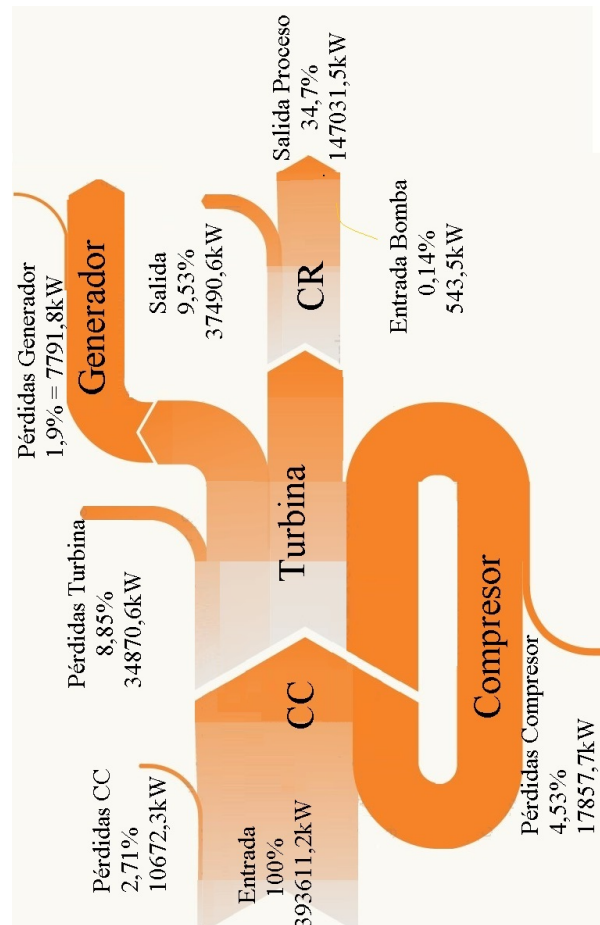 Pérdidas CC
2,71%
10672,3kW
Entrada
100%
393611,2kW
CC
Pérdidas Turbina
8,85%
34870,6kW
Turbina
Pérdidas Compresor
4,53%
17857,7kW
Compresor
Pérdidas Generador
1,9% = 7791,8kW
Generador
Salida
9,53%
37490,6kW
CR
Entrada Bomba
0,14%
543,5kW
Salida Proceso
34,7%
147031,5kW